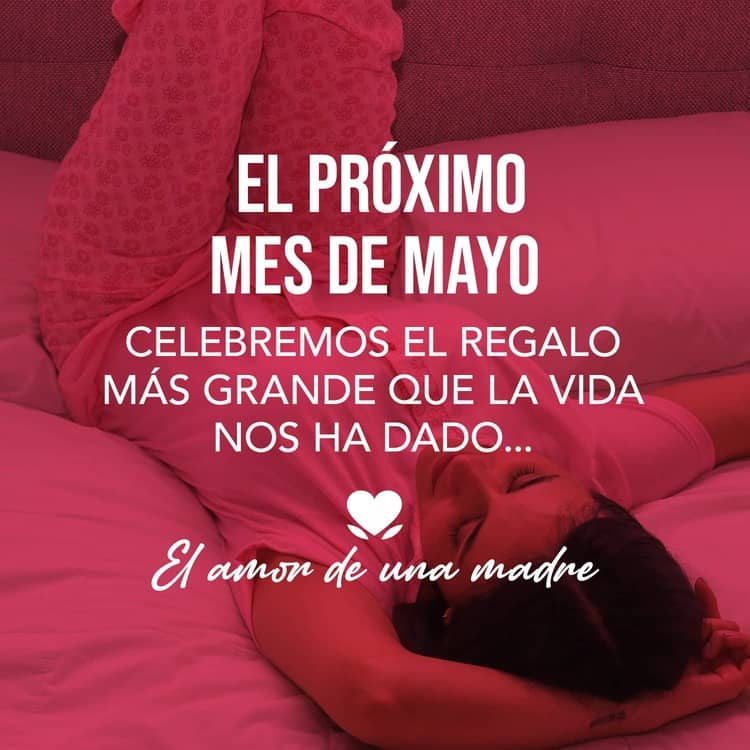 EL PRÓXIMO
MES DE MAYO
CELEBREMOS EL REGALO
MÁS GRANDE QUE LA VIDA
NOS HA DADO...
El amor de una madre